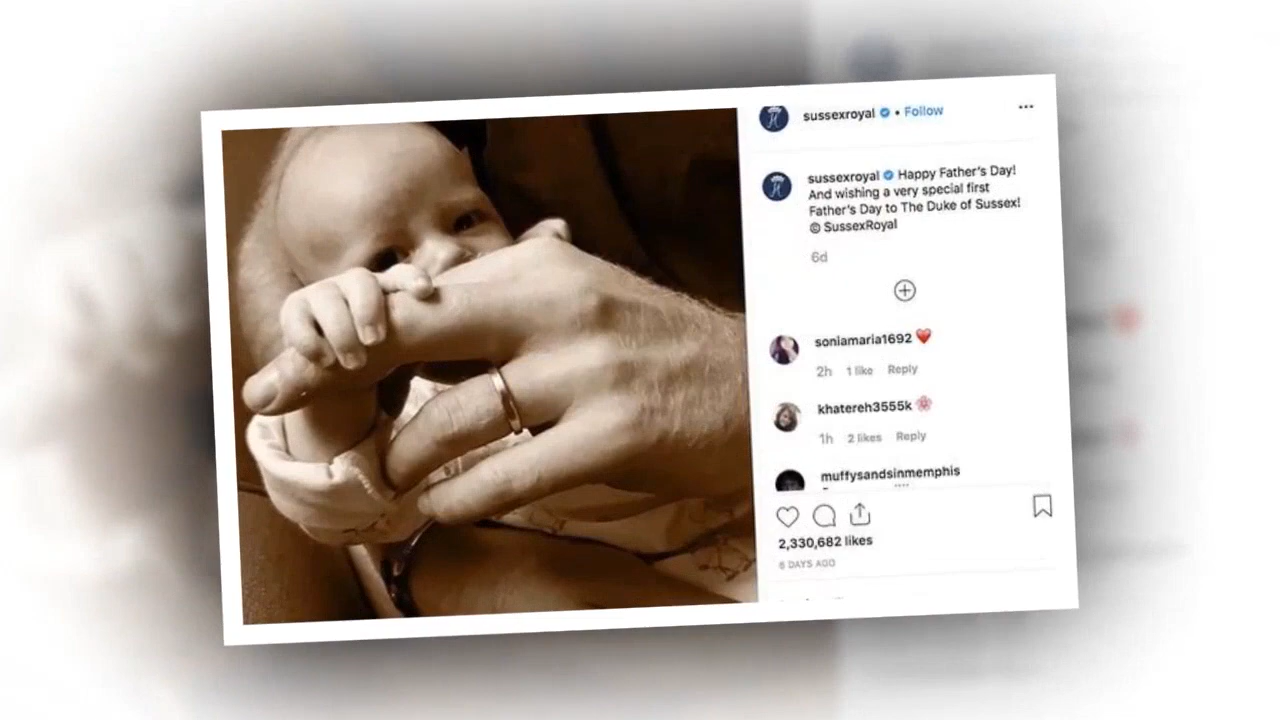 sussexroyal • Follow
sussexroyal Happy Father's Day!
And wishing a very special first
Father's Day to The Duke of Sussex!
© SussexRoyal
6d
soniamaria1692 ❤️
2h 1 like Reply
khatereh3555k 🌸
1h 2 likes Reply
muffysandsinmemphis
2,330,682 likes
6 DAYS AGO